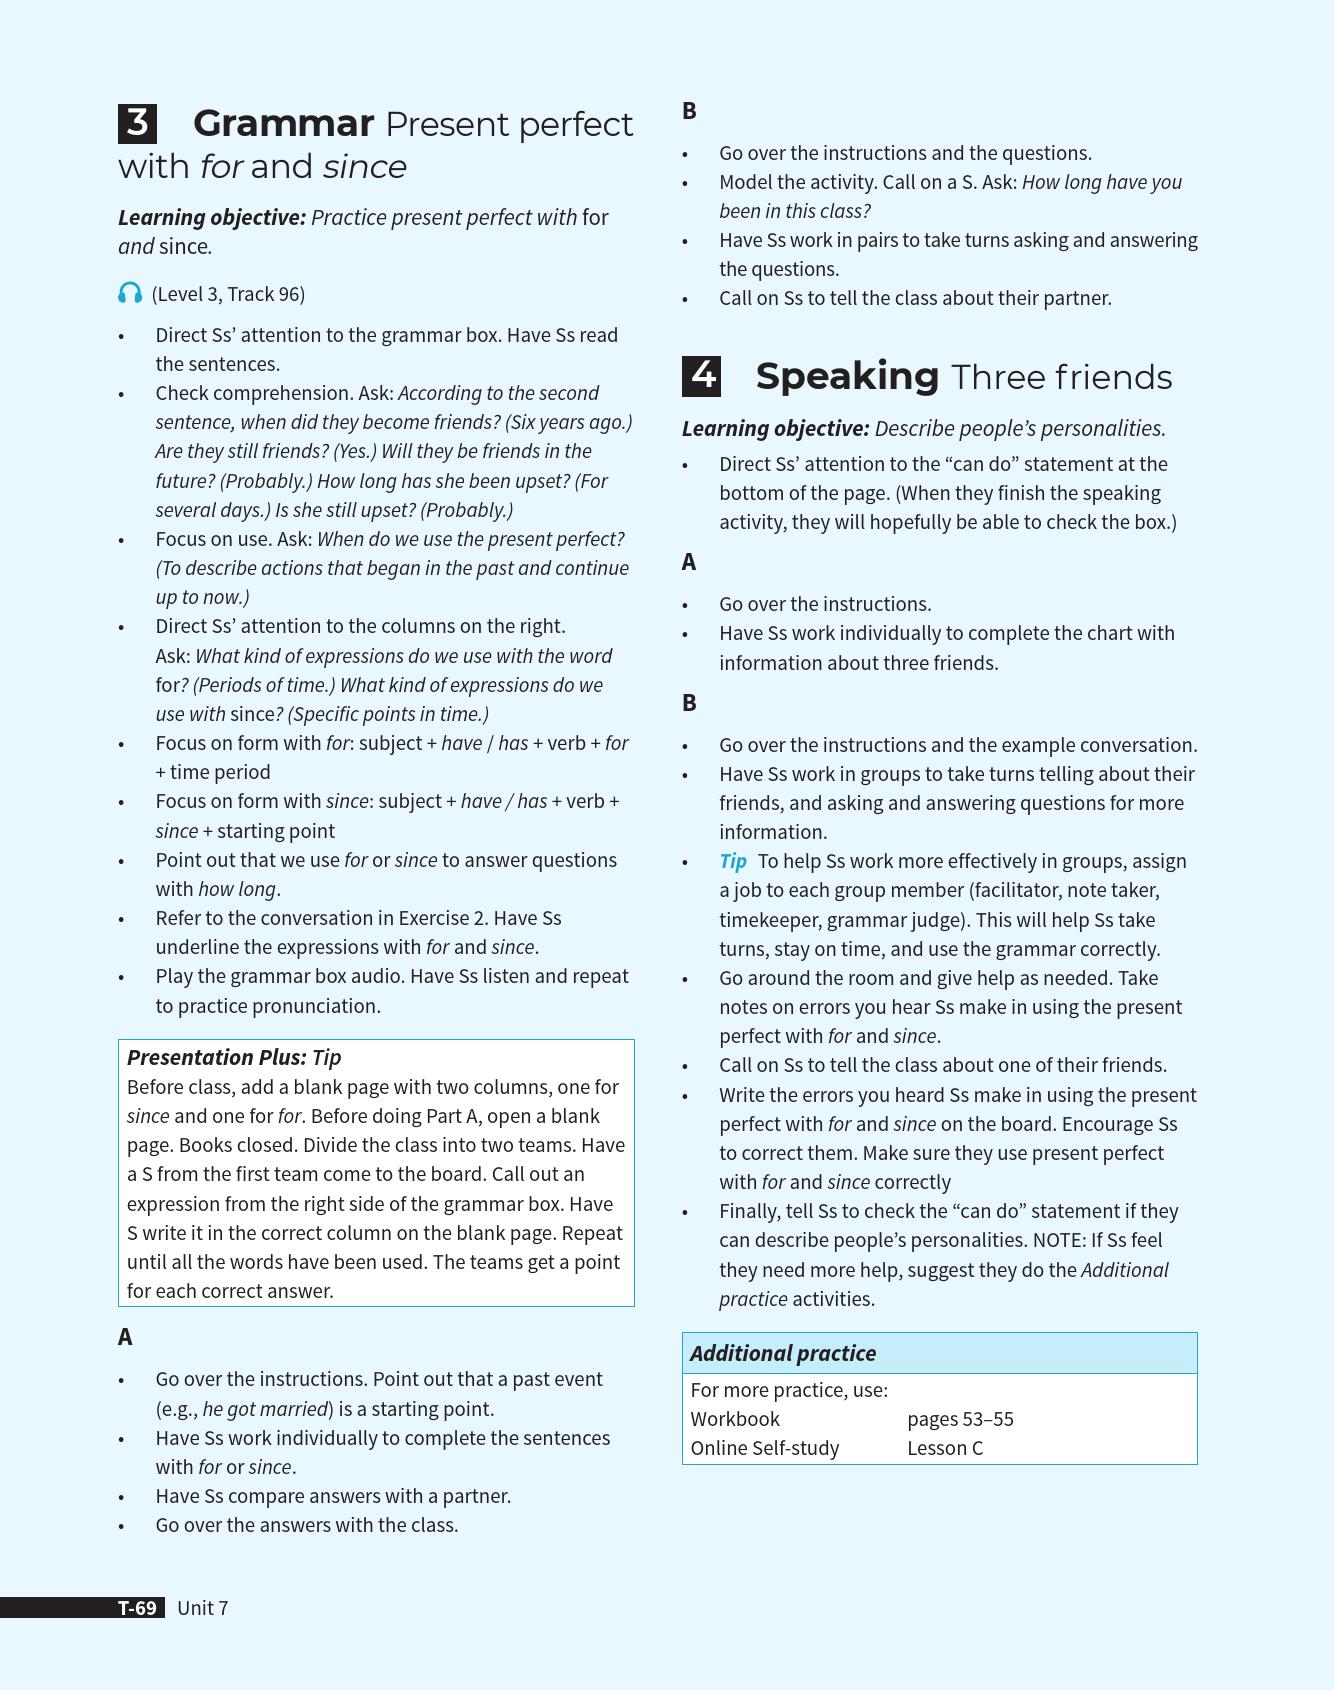 3 Grammar Present perfect
with for and since
Learning objective: Practice present perfect with for
and since.
(Level 3, Track 96)
• Direct Ss’ attention to the grammar box. Have Ss read
the sentences.
• Check comprehension. Ask: According to the second
sentence, when did they become friends? (Six years ago.)
Are they still friends? (Yes.) Will they be friends in the
future? (Probably.) How long has she been upset? (For
several days.) Is she still upset? (Probably.)
• Focus on use. Ask: When do we use the present perfect?
(To describe actions that began in the past and continue
up to now.)
• Direct Ss’ attention to the columns on the right.
Ask: What kind of expressions do we use with the word
for? (Periods of time.) What kind of expressions do we
use with since? (Specific points in time.)
• Focus on form with for: subject + have / has + verb + for
+ time period
• Focus on form with since: subject + have / has + verb +
since + starting point
• Point out that we use for or since to answer questions
with how long.
• Refer to the conversation in Exercise 2. Have Ss
underline the expressions with for and since.
• Play the grammar box audio. Have Ss listen and repeat
to practice pronunciation.
Presentation Plus: Tip
Before class, add a blank page with two columns, one for
since and one for for. Before doing Part A, open a blank
page. Books closed. Divide the class into two teams. Have
a S from the first team come to the board. Call out an
expression from the right side of the grammar box. Have
S write it in the correct column on the blank page. Repeat
until all the words have been used. The teams get a point
for each correct answer.
A
• Go over the instructions. Point out that a past event
(e.g., he got married) is a starting point.
• Have Ss work individually to complete the sentences
with for or since.
• Have Ss compare answers with a partner.
• Go over the answers with the class.
B
• Go over the instructions and the questions.
• Model the activity. Call on a S. Ask: How long have you
been in this class?
• Have Ss work in pairs to take turns asking and answering
the questions.
• Call on Ss to tell the class about their partner.
4 Speaking Three friends
Learning objective: Describe people’s personalities.
• Direct Ss’ attention to the “can do” statement at the
bottom of the page. (When they finish the speaking
activity, they will hopefully be able to check the box.)
A
• Go over the instructions.
• Have Ss work individually to complete the chart with
information about three friends.
B
• Go over the instructions and the example conversation.
• Have Ss work in groups to take turns telling about their
friends, and asking and answering questions for more
information.
• Tip To help Ss work more effectively in groups, assign
a job to each group member (facilitator, note taker,
timekeeper, grammar judge). This will help Ss take
turns, stay on time, and use the grammar correctly.
• Go around the room and give help as needed. Take
notes on errors you hear Ss make in using the present
perfect with for and since.
• Call on Ss to tell the class about one of their friends.
• Write the errors you heard Ss make in using the present
perfect with for and since on the board. Encourage Ss
to correct them. Make sure they use present perfect
with for and since correctly
• Finally, tell Ss to check the “can do” statement if they
can describe people’s personalities. NOTE: If Ss feel
they need more help, suggest they do the Additional
practice activities.
Additional practice
For more practice, use:
Workbook pages 53–55
Online Self-study Lesson C
T-69 Unit 7